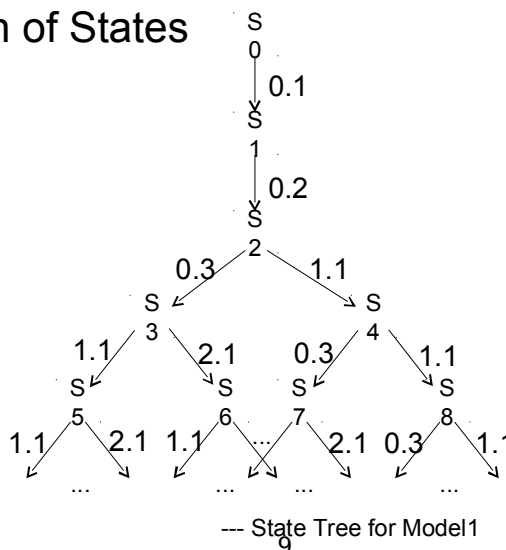 n of States
S
0
0.1
S
1
0.2
S
2
0.3 1.1
S S
3 4
1.1 2.1 0.3 1.1
S S S S
5 6 7 8
1.1 2.1 1.1 ... 2.1 0.3 1.1
... ... ... ...
--- State Tree for Model1
9